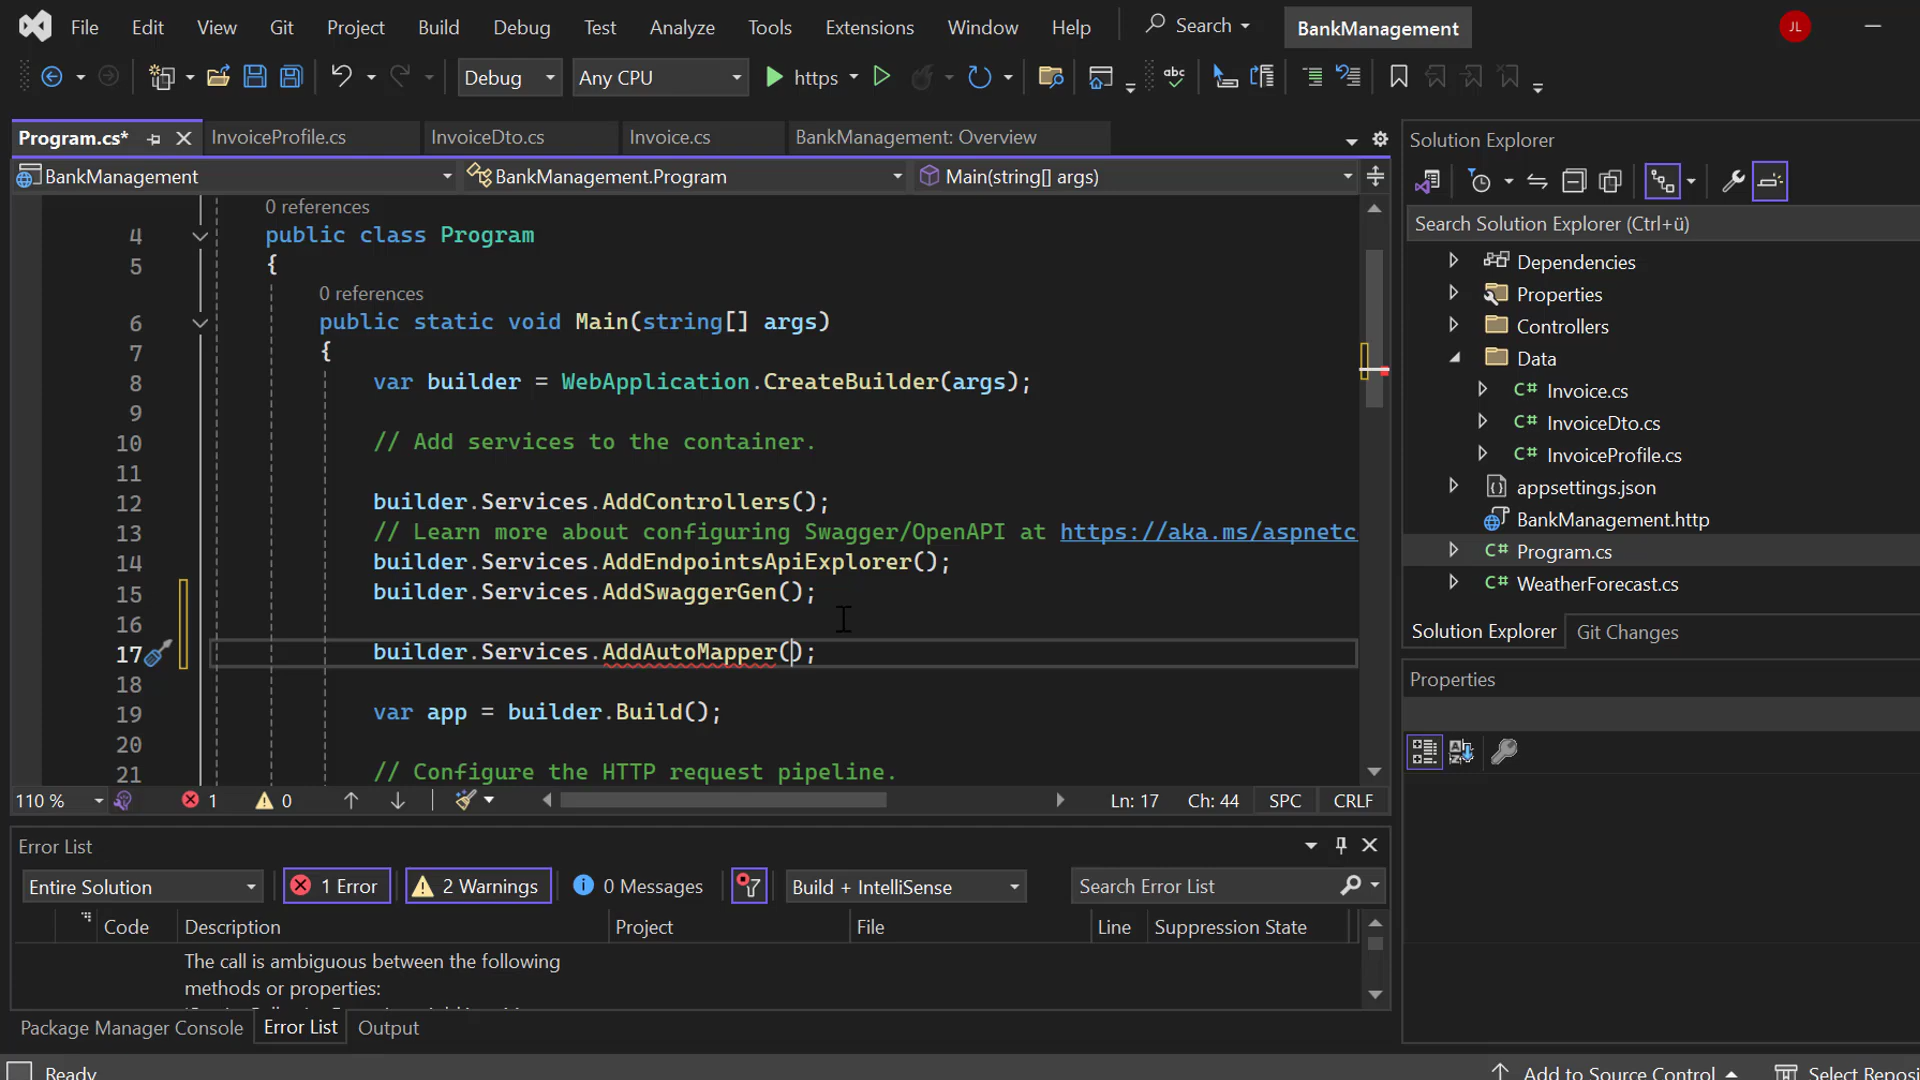 File Edit View Git Project Build Debug Test Tools Analyze Extensions Window Help Search BankManagement JL
Debug Any CPU https abc
Program.cs* InvoiceProfile.cs InvoiceDto.cs Invoice.cs BankManagement: Overview
BankManagement BankManagement.Program Main(string[] args)
0 references
4 public class Program
5 {
0 references
6 public static void Main(string[] args)
7 {
8 var builder = WebApplication.CreateBuilder(args);
9
10 // Add services to the container.
11
12 builder.Services.AddControllers();
13 // Learn more about configuring Swagger/OpenAPI at https://aka.ms/aspnetc
14 builder.Services.AddEndpointsApiExplorer();
15 builder.Services.AddSwaggerGen();
16
17 builder.Services.AddAutoMapper();
18
19 var app = builder.Build();
20
21 // Configure the HTTP request pipeline.
110 % 1 0 Ln: 17 Ch: 44 SPC CRLF
Error List
Entire Solution 1 Error 2 Warnings 0 Messages Build + IntelliSense Search Error List
Code Description Project File Line Suppression State
The call is ambiguous between the following
methods or properties:
Package Manager Console Error List Output
Solution Explorer
Search Solution Explorer (Ctrl+ü)
Dependencies
Properties
Controllers
Data
C# Invoice.cs
C# InvoiceDto.cs
C# InvoiceProfile.cs
appsettings.json
BankManagement.http
C# Program.cs
C# WeatherForecast.cs
Solution Explorer Git Changes
Properties
Ready Add to Source Control Select Reposi